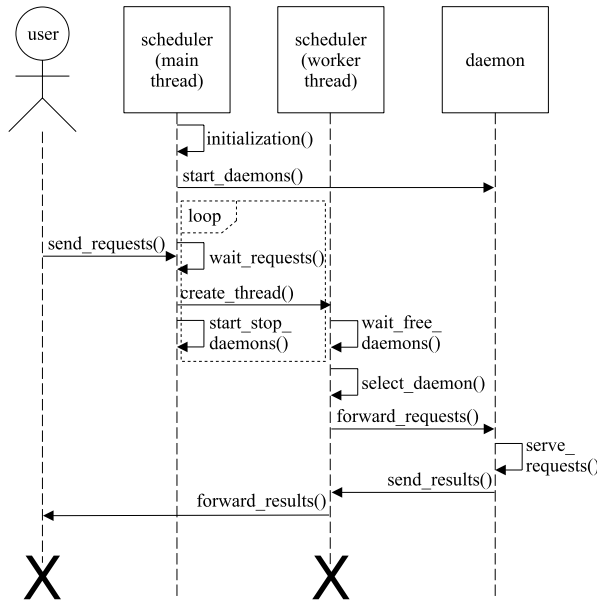 user
scheduler
(main
thread)
scheduler
(worker
thread)
daemon
initialization()
start_daemons()
loop
send_requests()
wait_requests()
create_thread()
start_stop_
daemons()
wait_free_
daemons()
select_daemon()
forward_requests()
serve_
requests()
send_results()
forward_results()
X
X